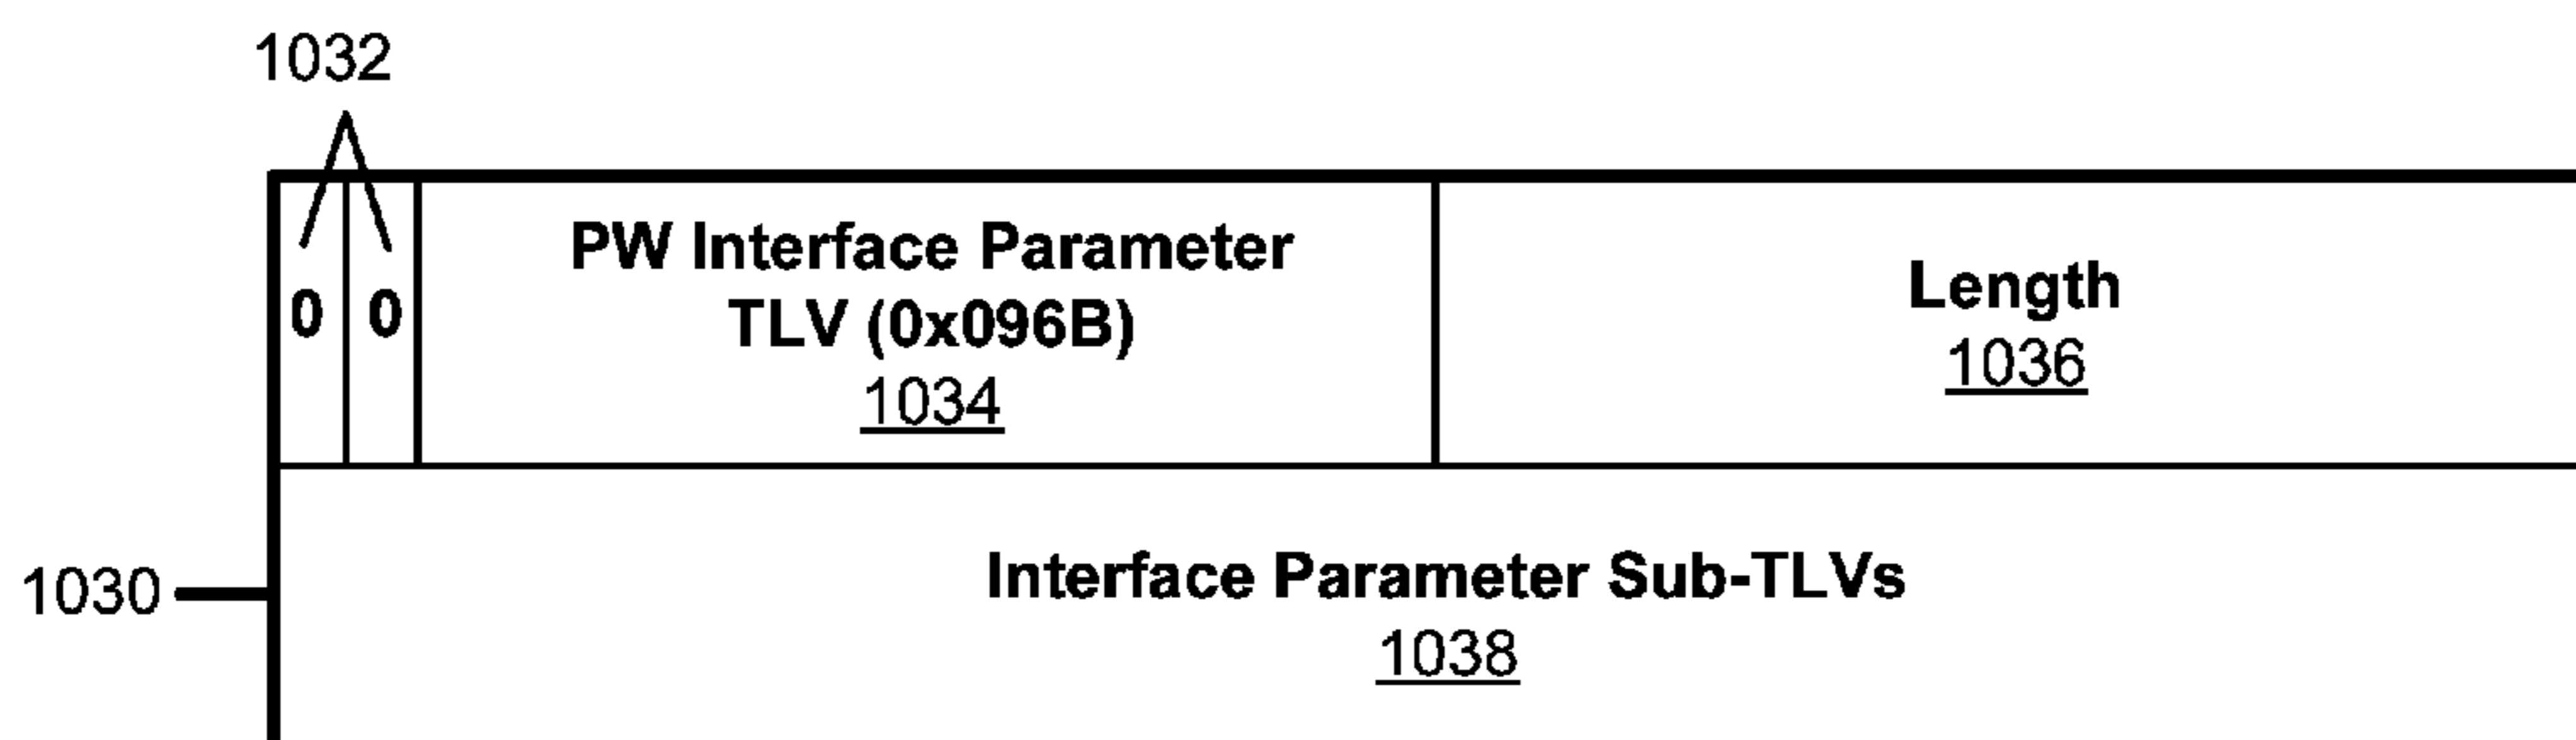 1032
PW Interface Parameter
TLV (0x096B)
1034
0 0
Length
1036
1030
Interface Parameter Sub-TLVs
1038